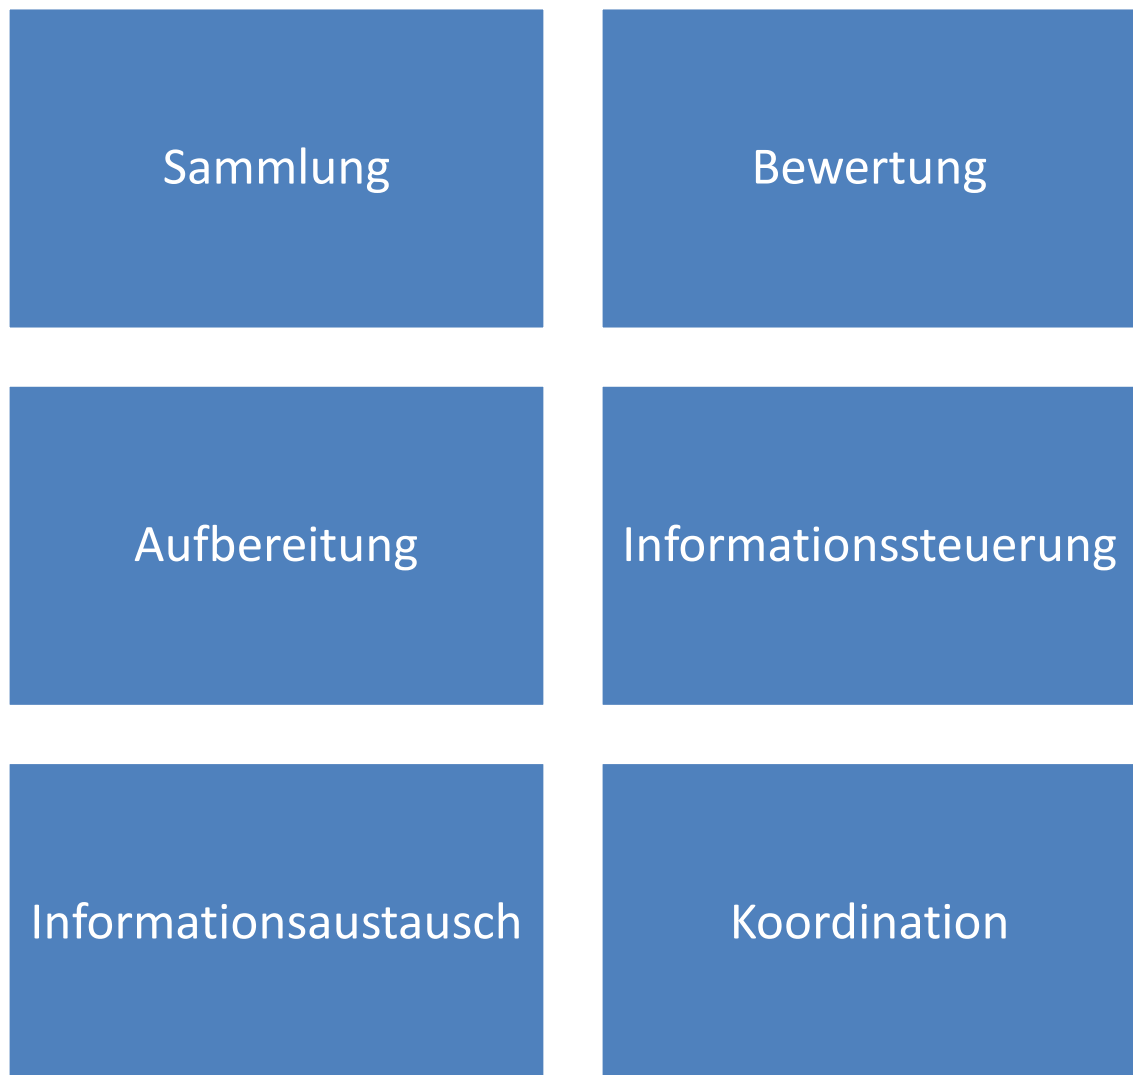 Sammlung
Bewertung
Aufbereitung
Informationssteuerung
Informationsaustausch
Koordination